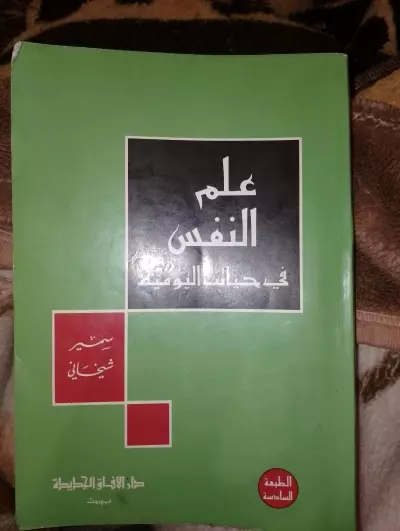 علم
النفس
في حياتنا اليومية
سمير
شيخاني
دار الآفاق الجديدة
بيروت
الطبعة
السادسة